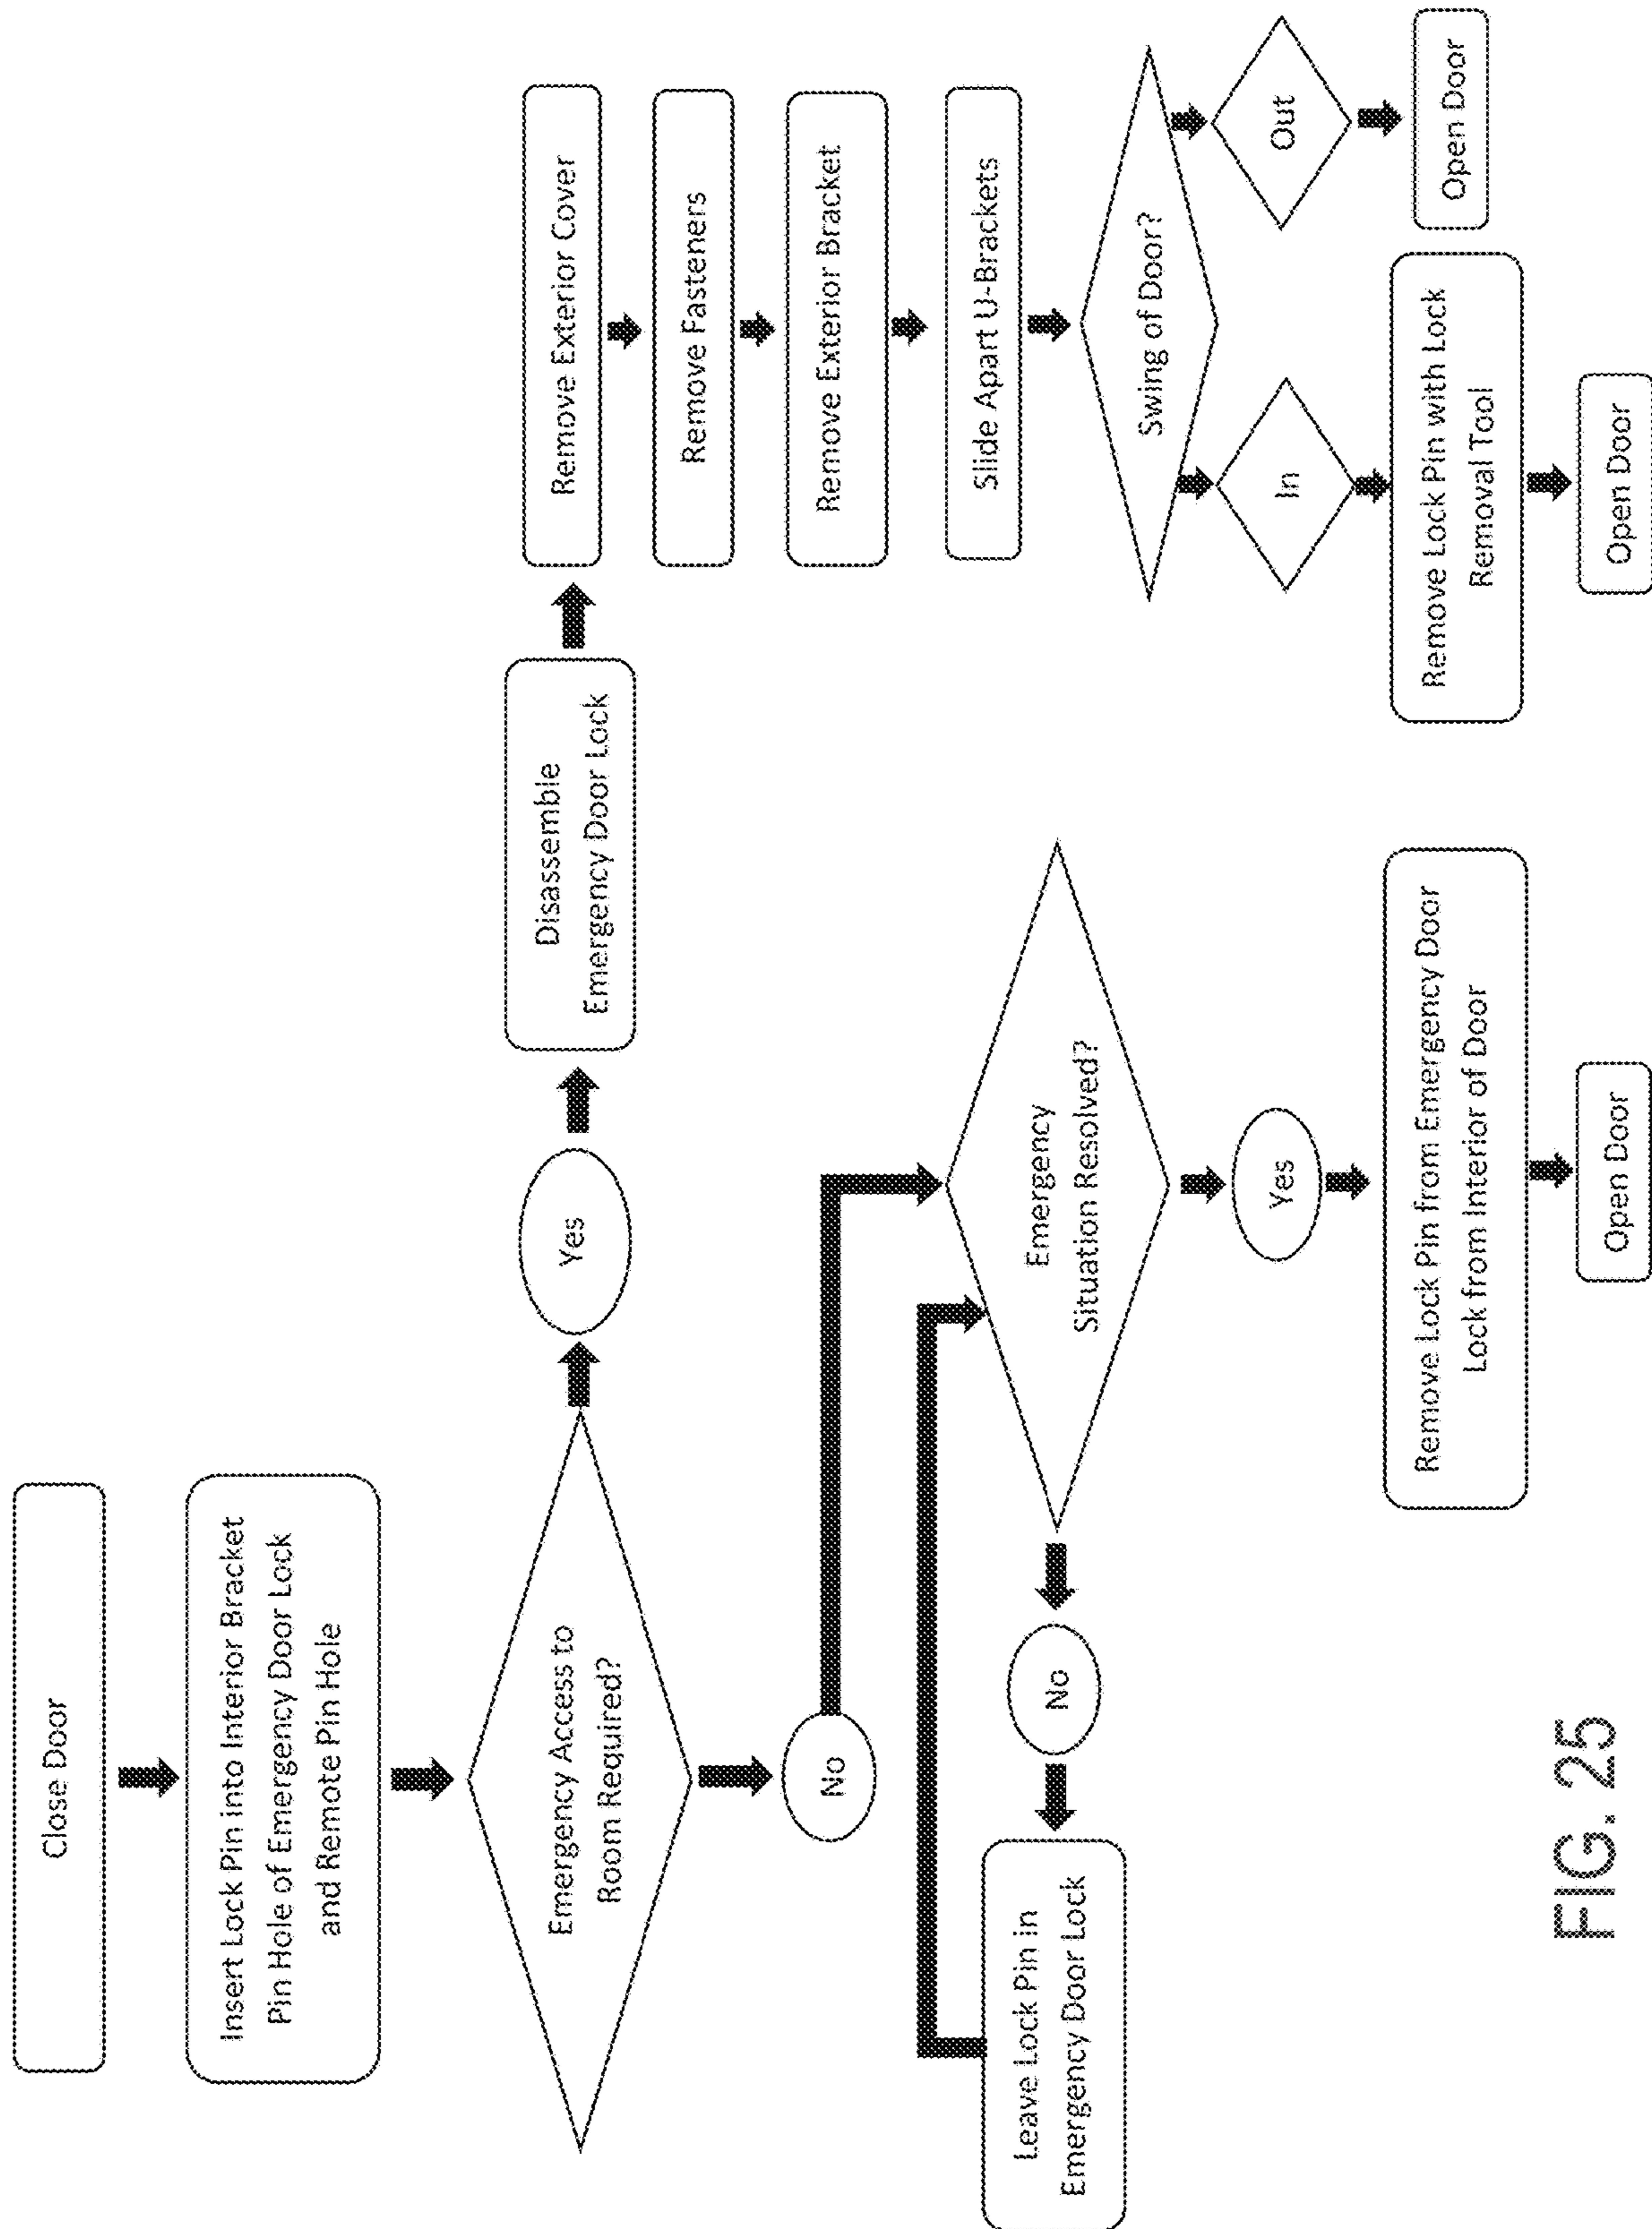 Close Door
Insert Lock Pin into Interior Bracket
Pin Hole of Emergency Door Lock
and Remote Pin Hole
Emergency Access to
Room Required?
Yes
Disassemble
Emergency Door Lock
Remove Exterior Cover
Remove Fasteners
Remove Exterior Bracket
Slide Apart U-Brackets
Swing of Door?
In
Out
Remove Lock Pin with Lock
Removal Tool
Open Door
Open Door
No
Emergency
Situation Resolved?
No
Leave Lock Pin in
Emergency Door Lock
Yes
Remove Lock Pin from Emergency Door
Lock from Interior of Door
Open Door
FIG. 25